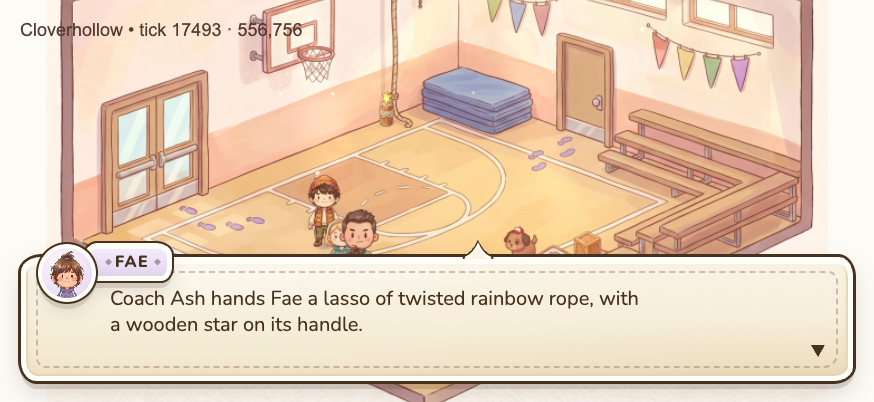 Cloverhollow • tick 17493 · 556,756
FAE
Coach Ash hands Fae a lasso of twisted rainbow rope, with
a wooden star on its handle.